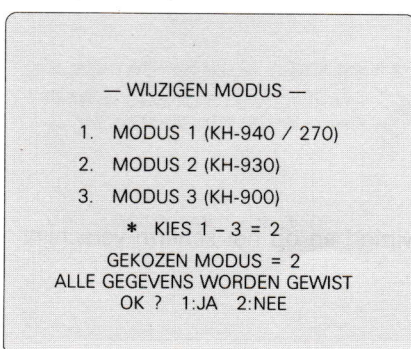 — WIJZIGEN MODUS —
1. MODUS 1 (KH-940 / 270)
2. MODUS 2 (KH-930)
3. MODUS 3 (KH-900)
* KIES 1 – 3 = 2
GEKOZEN MODUS = 2
ALLE GEGEVENS WORDEN GEWIST
OK ? 1:JA 2:NEE